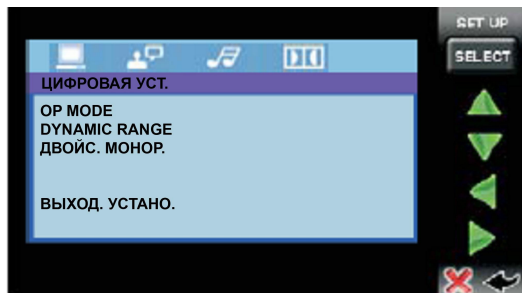 SET UP
SELECT
ЦИФРОВАЯ УСТ.
OP MODE
DYNAMIC RANGE
ДВОЙС. МОНОР.
ВЫХОД. УСТАНО.